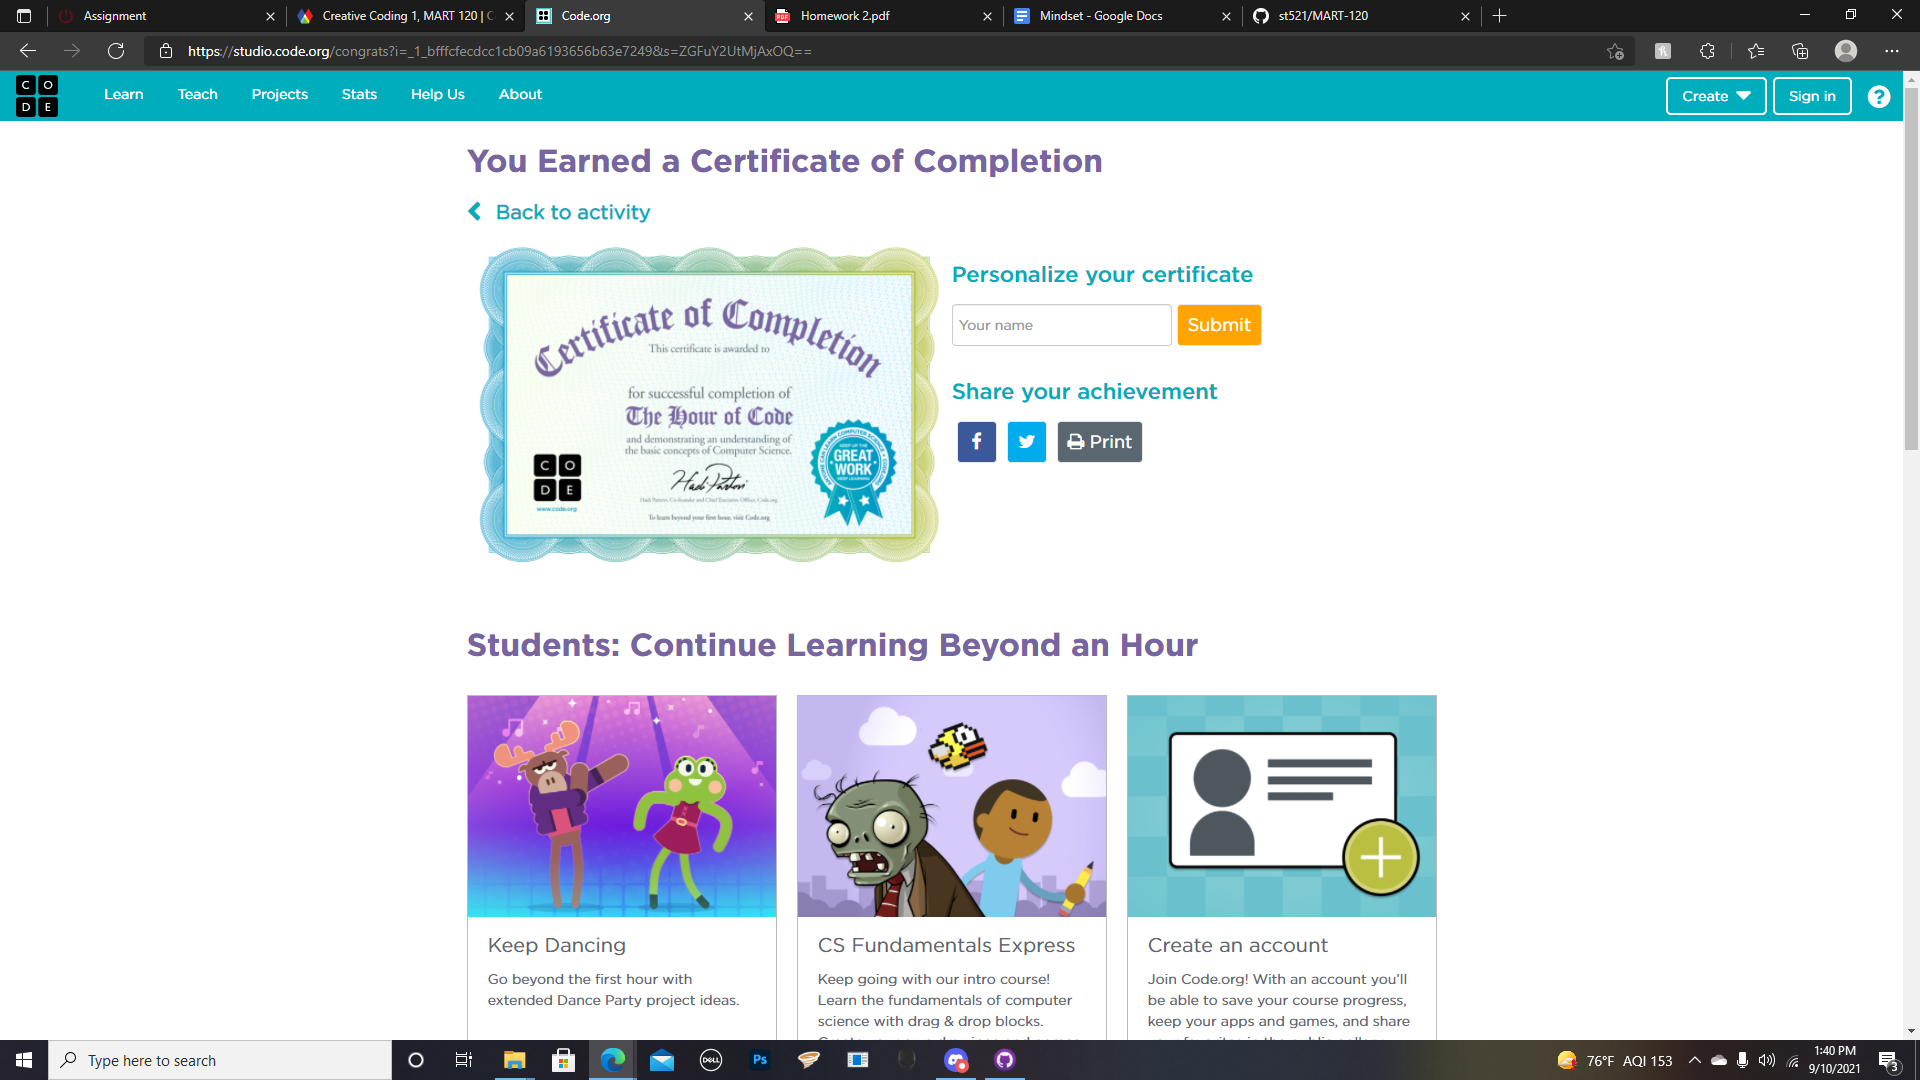 Assignment
Creative Coding 1, MART 120 | C
Code.org
Homework 2.pdf
Mindset - Google Docs
st521/MART-120
https://studio.code.org/congrats?i=_1_bfffcfecdcc1cb09a6193656b63e7249&s=ZGFuY2UtMjAxOQ==
CODE
Learn
Teach
Projects
Stats
Help Us
About
Create
Sign in
?
You Earned a Certificate of Completion
Back to activity
Certificate of Completion
This certificate is awarded to
for successful completion of
The Hour of Code
and demonstrating an understanding of
the basic concepts of Computer Science.
CODE
www.code.org
Hadi Partovi, Co-founder and Chief Executive Officer, Code.org
To learn beyond your first hour, visit Code.org
KEEP UP THE
GREAT
WORK
KEEP LEARNING
Personalize your certificate
Your name
Submit
Share your achievement
Print
Students: Continue Learning Beyond an Hour
Keep Dancing
Go beyond the first hour with
extended Dance Party project ideas.
CS Fundamentals Express
Keep going with our intro course!
Learn the fundamentals of computer
science with drag & drop blocks.
Create an account
Join Code.org! With an account you'll
be able to save your course progress,
keep your apps and games, and share
Type here to search
DELL
Ps
76°F AQI 153
1:40 PM
9/10/2021
3